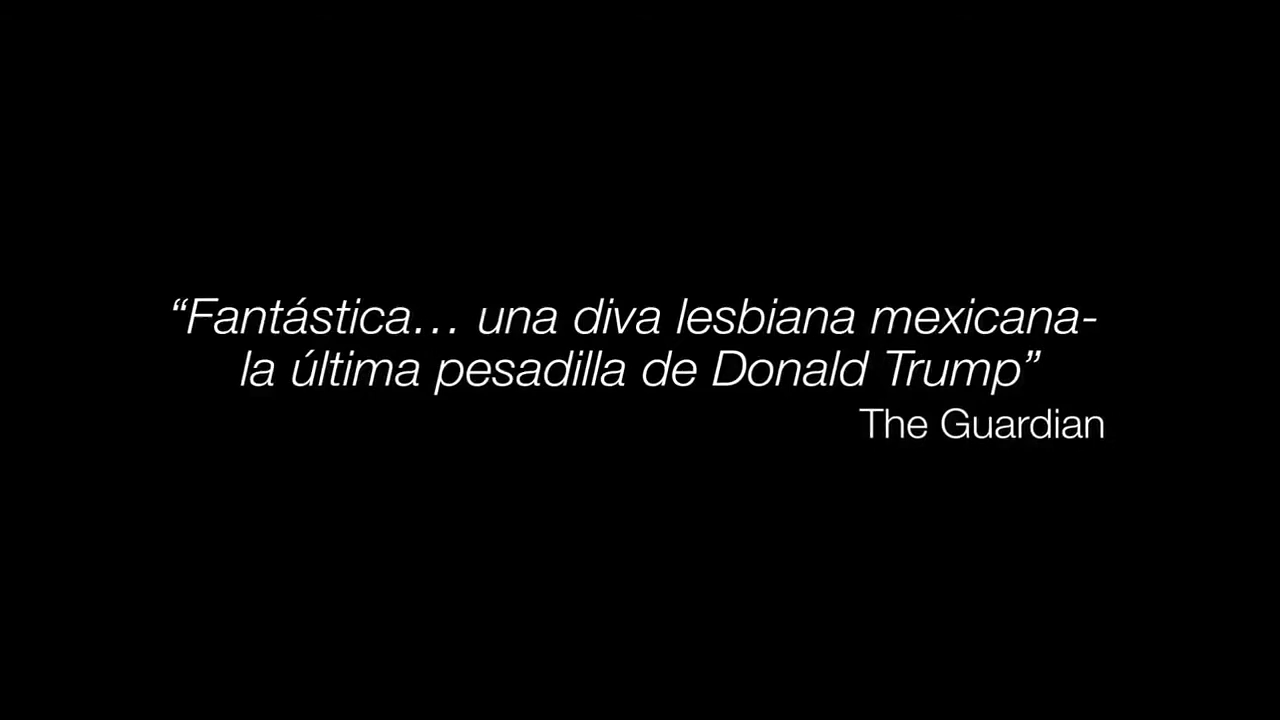 “Fantástica… una diva lesbiana mexicana-
la última pesadilla de Donald Trump”
The Guardian